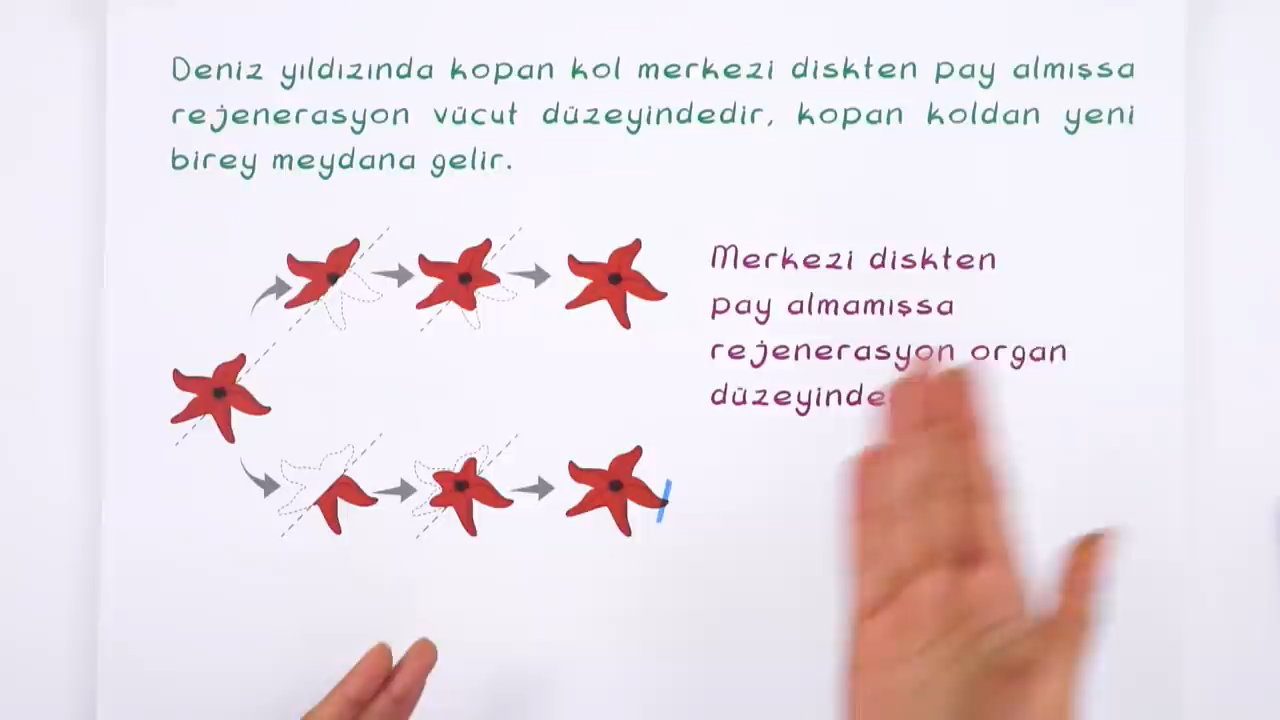 Deniz yıldızında kopan kol merkezi diskten pay almışsa
rejenerasyon vücut düzeyindedir, kopan koldan yeni
birey meydana gelir.
Merkezi diskten
pay almamışsa
rejenerasyon organ